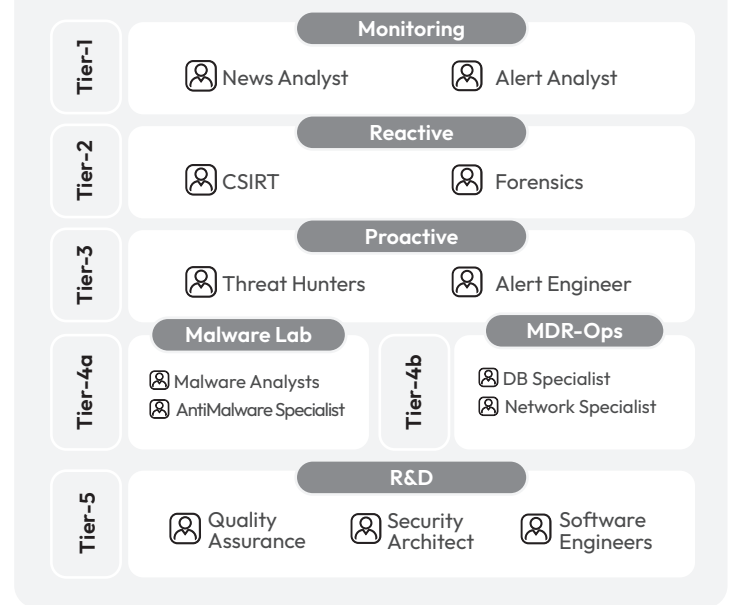 Monitoring
Tier-1
News Analyst
Alert Analyst
Reactive
Tier-2
CSIRT
Forensics
Proactive
Tier-3
Threat Hunters
Alert Engineer
Malware Lab
Tier-4a
Malware Analysts
AntiMalware Specialist
MDR-Ops
Tier-4b
DB Specialist
Network Specialist
R&D
Tier-5
Quality
Assurance
Security
Architect
Software
Engineers